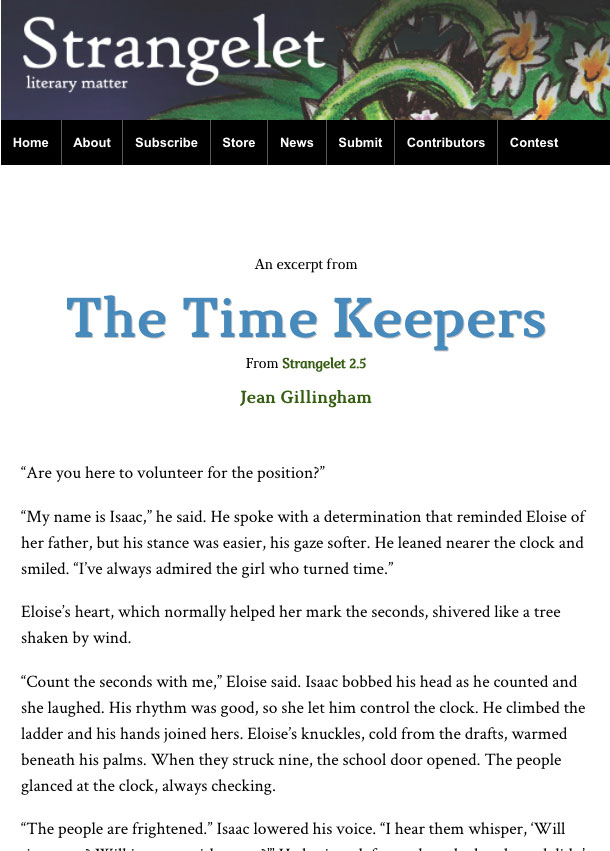 Strangelet
literary matter
Home About Subscribe Store News Submit Contributors Contest
An excerpt from
The Time Keepers
From Strangelet 2.5
Jean Gillingham
“Are you here to volunteer for the position?”
“My name is Isaac,” he said. He spoke with a determination that reminded Eloise of
her father, but his stance was easier, his gaze softer. He leaned nearer the clock and
smiled. “I’ve always admired the girl who turned time.”
Eloise’s heart, which normally helped her mark the seconds, shivered like a tree
shaken by wind.
“Count the seconds with me,” Eloise said. Isaac bobbed his head as he counted and
she laughed. His rhythm was good, so she let him control the clock. He climbed the
ladder and his hands joined hers. Eloise’s knuckles, cold from the drafts, warmed
beneath his palms. When they struck nine, the school door opened. The people
glanced at the clock, always checking.
“The people are frightened.” Isaac lowered his voice. “I hear them whisper, ‘Will